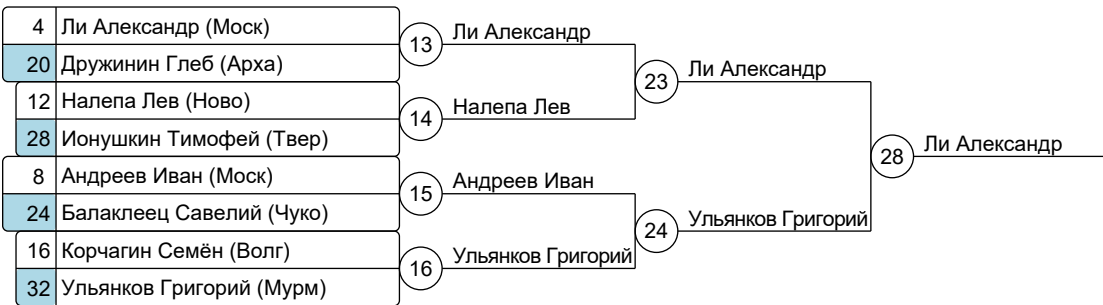 4 Ли Александр (Моск)
20 Дружинин Глеб (Арха)
12 Налепа Лев (Ново)
28 Ионушкин Тимофей (Твер)
8 Андреев Иван (Моск)
24 Балаклеец Савелий (Чуко)
16 Корчагин Семён (Волг)
32 Ульянков Григорий (Мурм)
13 Ли Александр
14 Налепа Лев
15 Андреев Иван
16 Ульянков Григорий
23 Ли Александр
24 Ульянков Григорий
28 Ли Александр